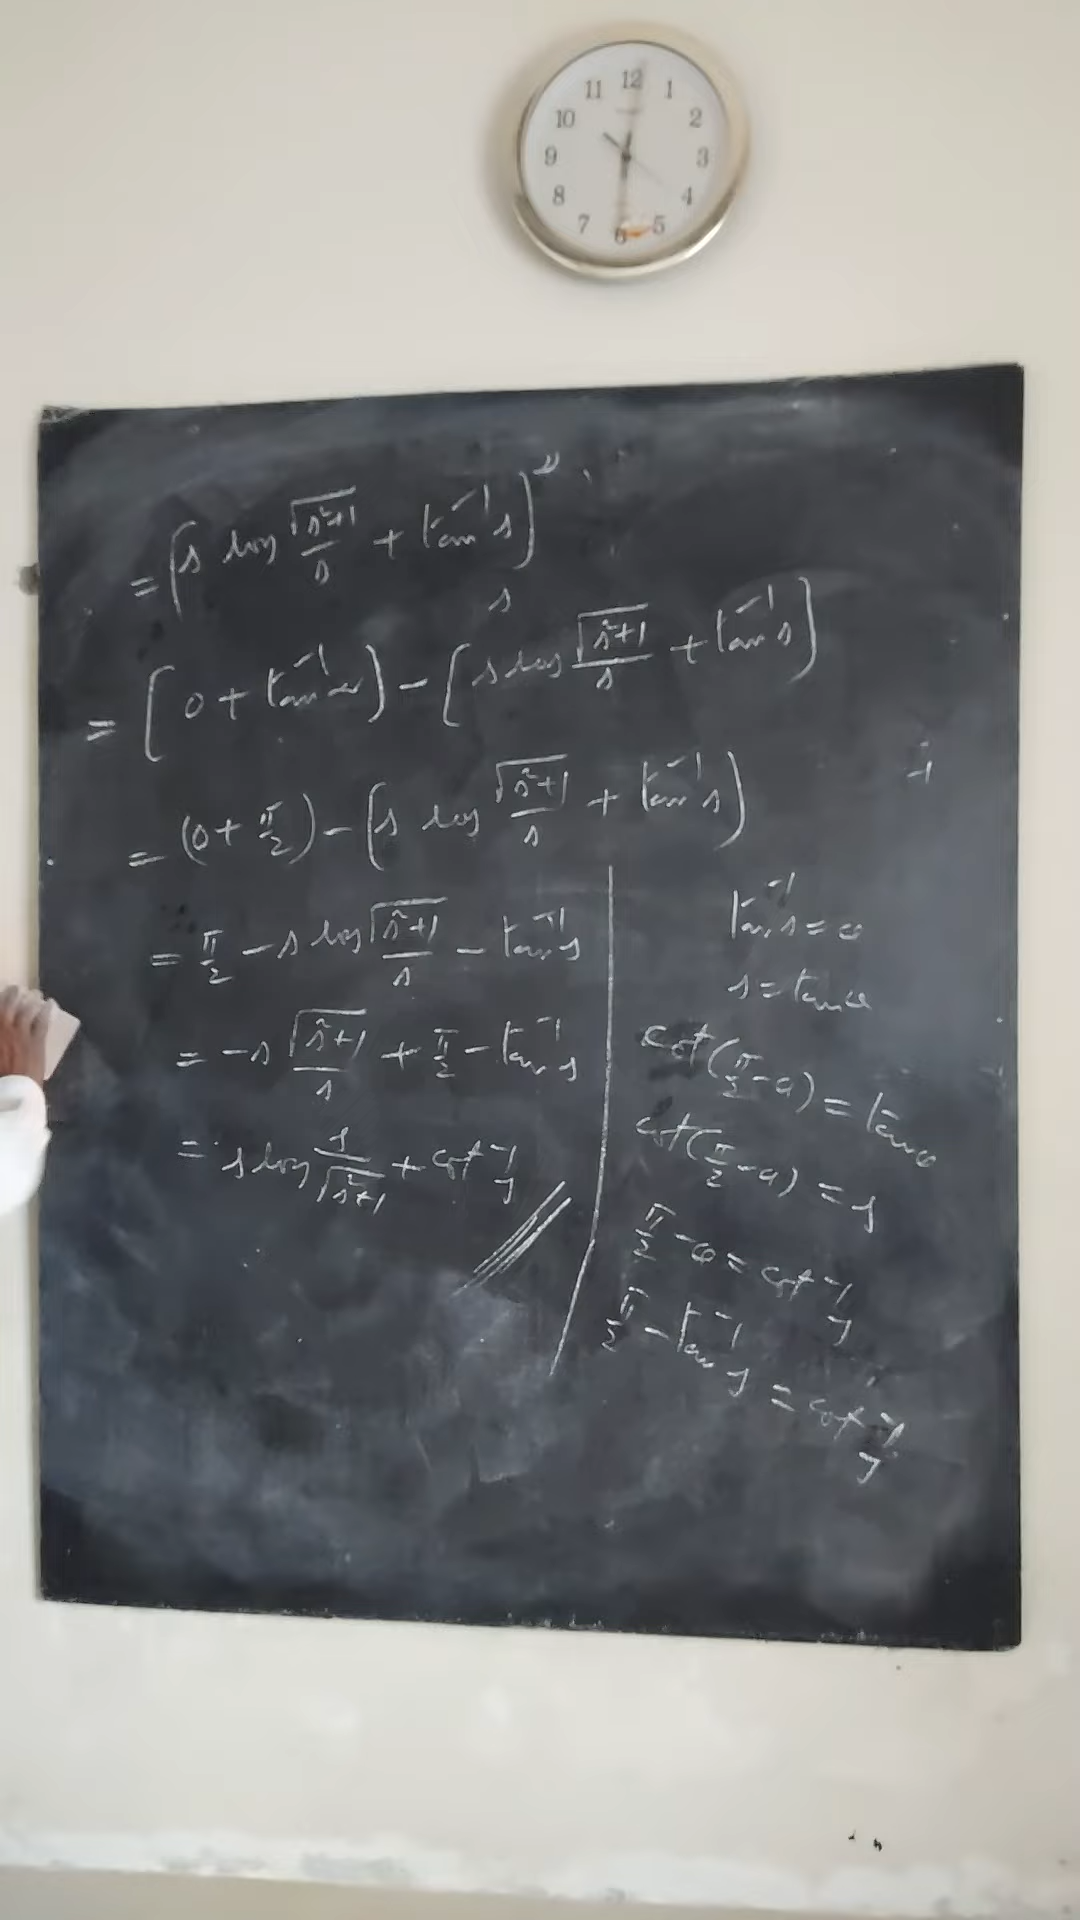 12
11 1
10 2
9 3
8 4
7 5
6
= [s log √(s²+1)/s + tan⁻¹ s]
s
= [0 + tan⁻¹ ∞) - [s log √(s²+1)/s + tan⁻¹ s]
= (0 + π/2) - [s log √(s²+1)/s + tan⁻¹ s]
= π/2 - s log √(s²+1)/s - tan⁻¹ s
= -s √(s²+1)/s + π/2 - tan⁻¹ s
= s log s/√(s²+1) + cot⁻¹ s
tan⁻¹ s = θ
s = tan θ
cot(π/2 - θ) = tan θ
cot(π/2 - θ) = s
π/2 - θ = cot⁻¹ s
π/2 - tan⁻¹ s = cot⁻¹ s